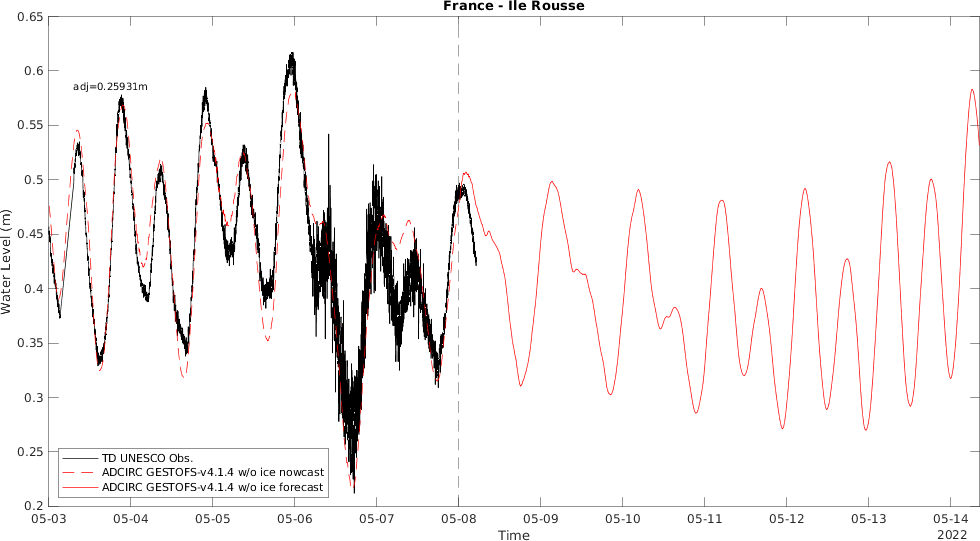 France - Ile Rousse
Water Level (m)
0.65
0.6
0.55
0.5
0.45
0.4
0.35
0.3
0.25
0.2
adj=0.25931m
TD UNESCO Obs.
ADCIRC GESTOFS-v4.1.4 w/o ice nowcast
ADCIRC GESTOFS-v4.1.4 w/o ice forecast
05-03 05-04 05-05 05-06 05-07 05-08 05-09 05-10 05-11 05-12 05-13 05-14
Time
2022